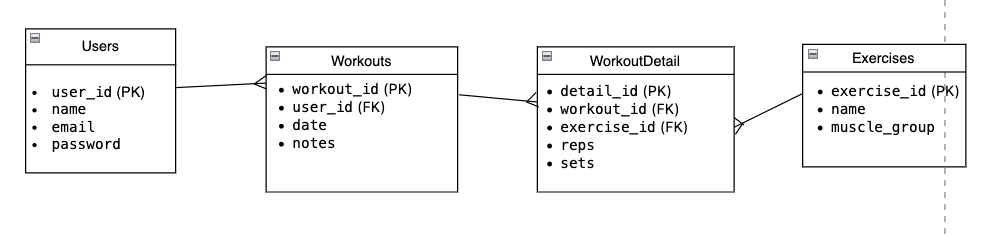 Users
• user_id (PK)
• name
• email
• password
Workouts
• workout_id (PK)
• user_id (FK)
• date
• notes
WorkoutDetail
• detail_id (PK)
• workout_id (FK)
• exercise_id (FK)
• reps
• sets
Exercises
• exercise_id (PK)
• name
• muscle_group